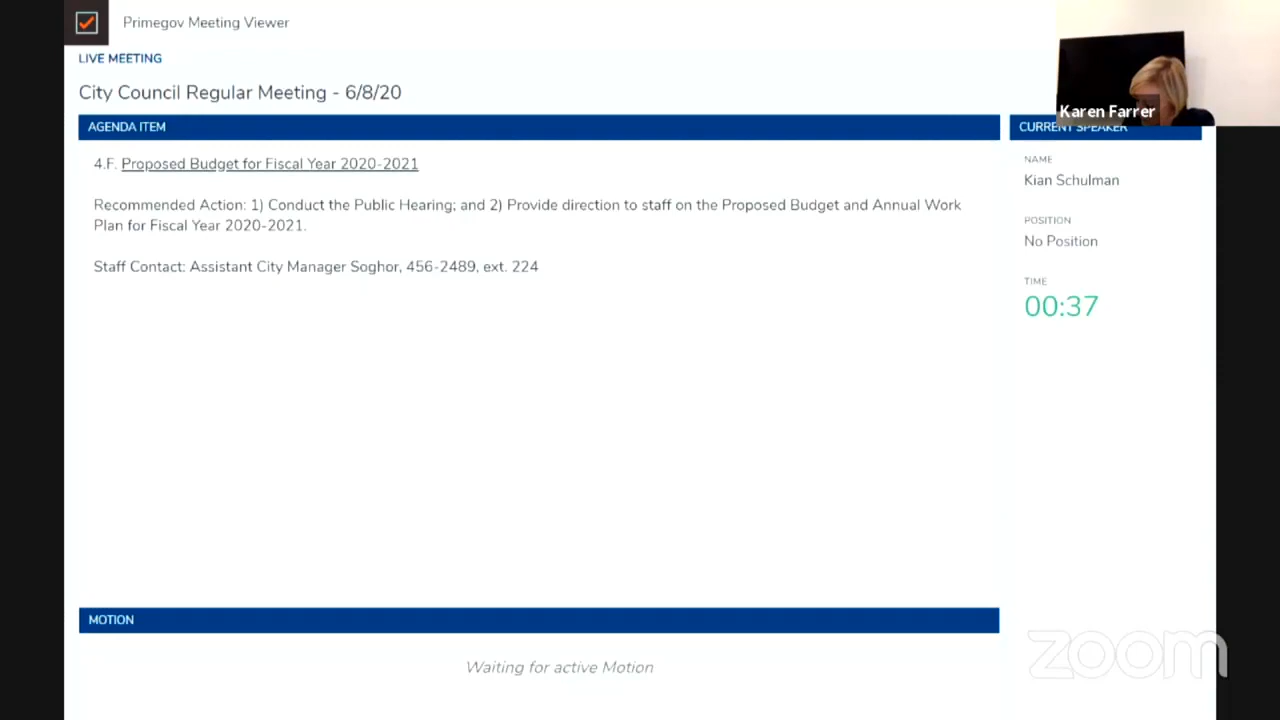 Primegov Meeting Viewer
LIVE MEETING
City Council Regular Meeting - 6/8/20
Karen Farrer
AGENDA ITEM
CURRENT SPEAKER
4.F. Proposed Budget for Fiscal Year 2020-2021
NAME
Kian Schulman
Recommended Action: 1) Conduct the Public Hearing; and 2) Provide direction to staff on the Proposed Budget and Annual Work
Plan for Fiscal Year 2020-2021.
POSITION
No Position
Staff Contact: Assistant City Manager Soghor, 456-2489, ext. 224
TIME
00:37
MOTION
Waiting for active Motion
zoom